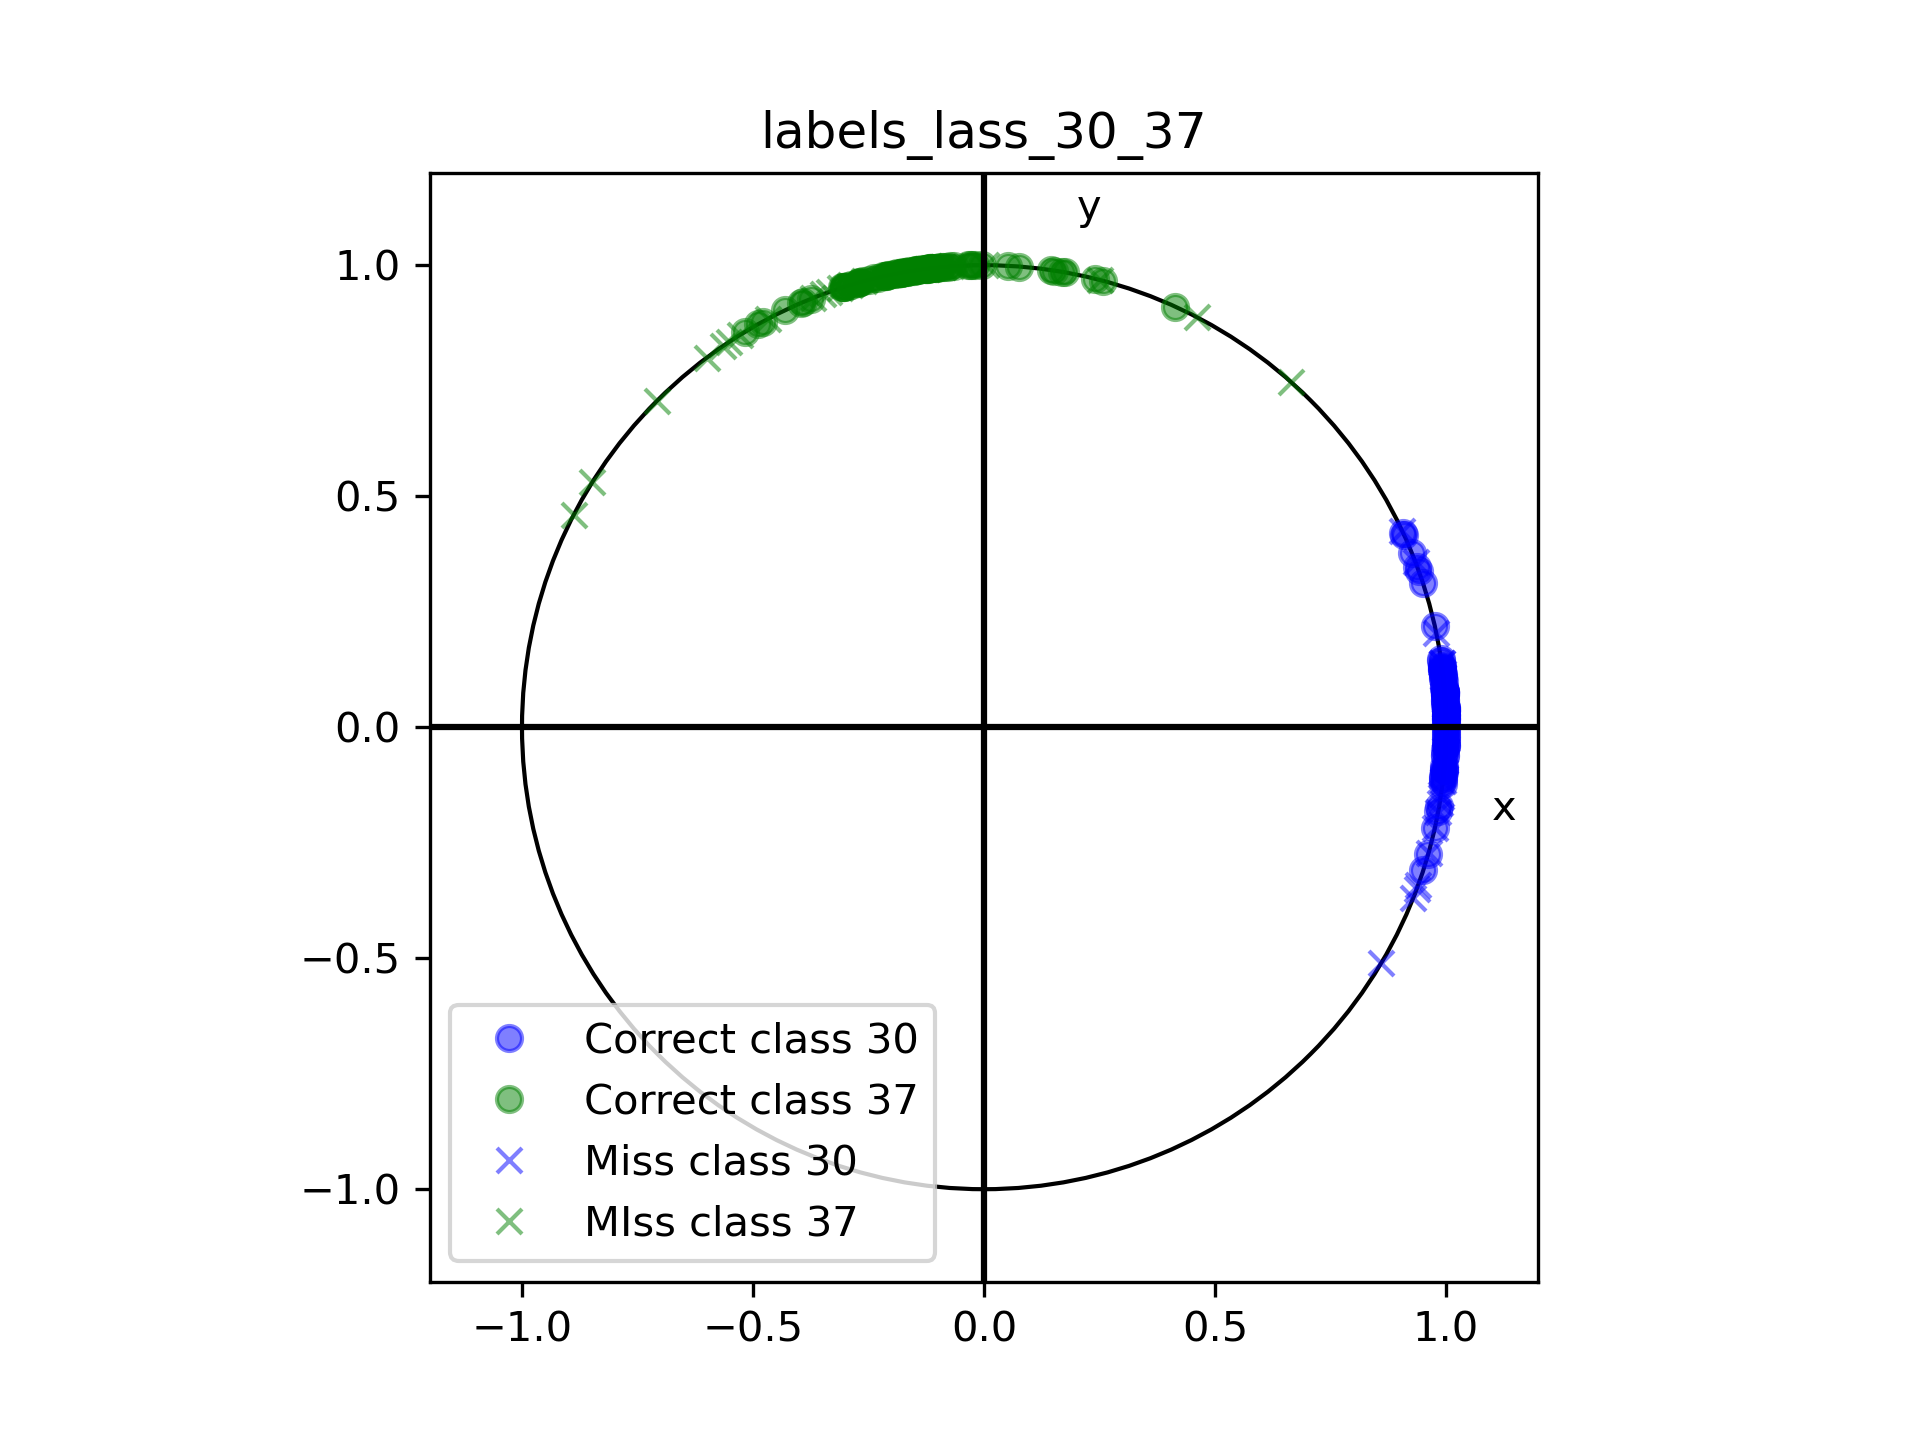 labels_lass_30_37
y
1.0
0.5
0.0
x
−0.5
−1.0
Correct class 30
Correct class 37
Miss class 30
MIss class 37
−1.0 −0.5 0.0 0.5 1.0